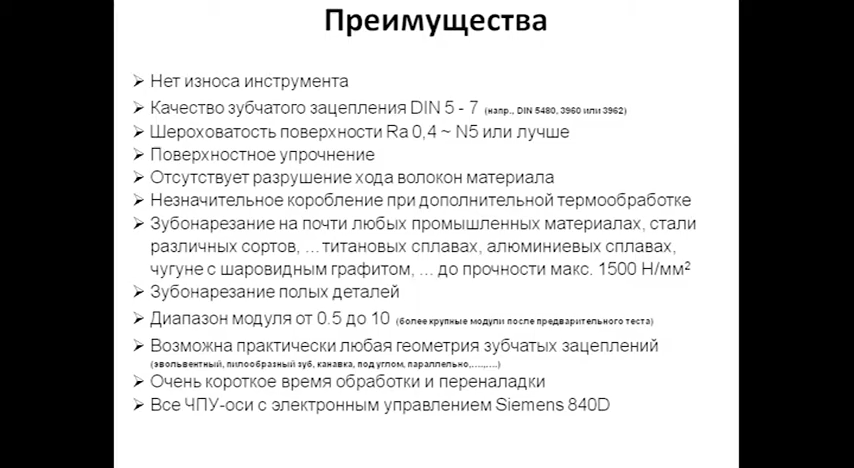 Преимущества
➢ Нет износа инструмента
➢ Качество зубчатого зацепления DIN 5 - 7 (напр., DIN 5480, 3960 или 3962)
➢ Шероховатость поверхности Ra 0,4 ~ N5 или лучше
➢ Поверхностное упрочнение
➢ Отсутствует разрушение хода волокон материала
➢ Незначительное коробление при дополнительной термообработке
➢ Зубонарезание на почти любых промышленных материалах, стали
различных сортов, ... титановых сплавах, алюминиевых сплавах,
чугуне с шаровидным графитом, ... до прочности макс. 1500 Н/мм²
➢ Зубонарезание полых деталей
➢ Диапазон модуля от 0.5 до 10 (более крупные модули после предварительного теста)
➢ Возможна практически любая геометрия зубчатых зацеплений
(эвольвентный, пилообразный зуб, канавка, под углом, параллельно,....,....)
➢ Очень короткое время обработки и переналадки
➢ Все ЧПУ-оси с электронным управлением Siemens 840D